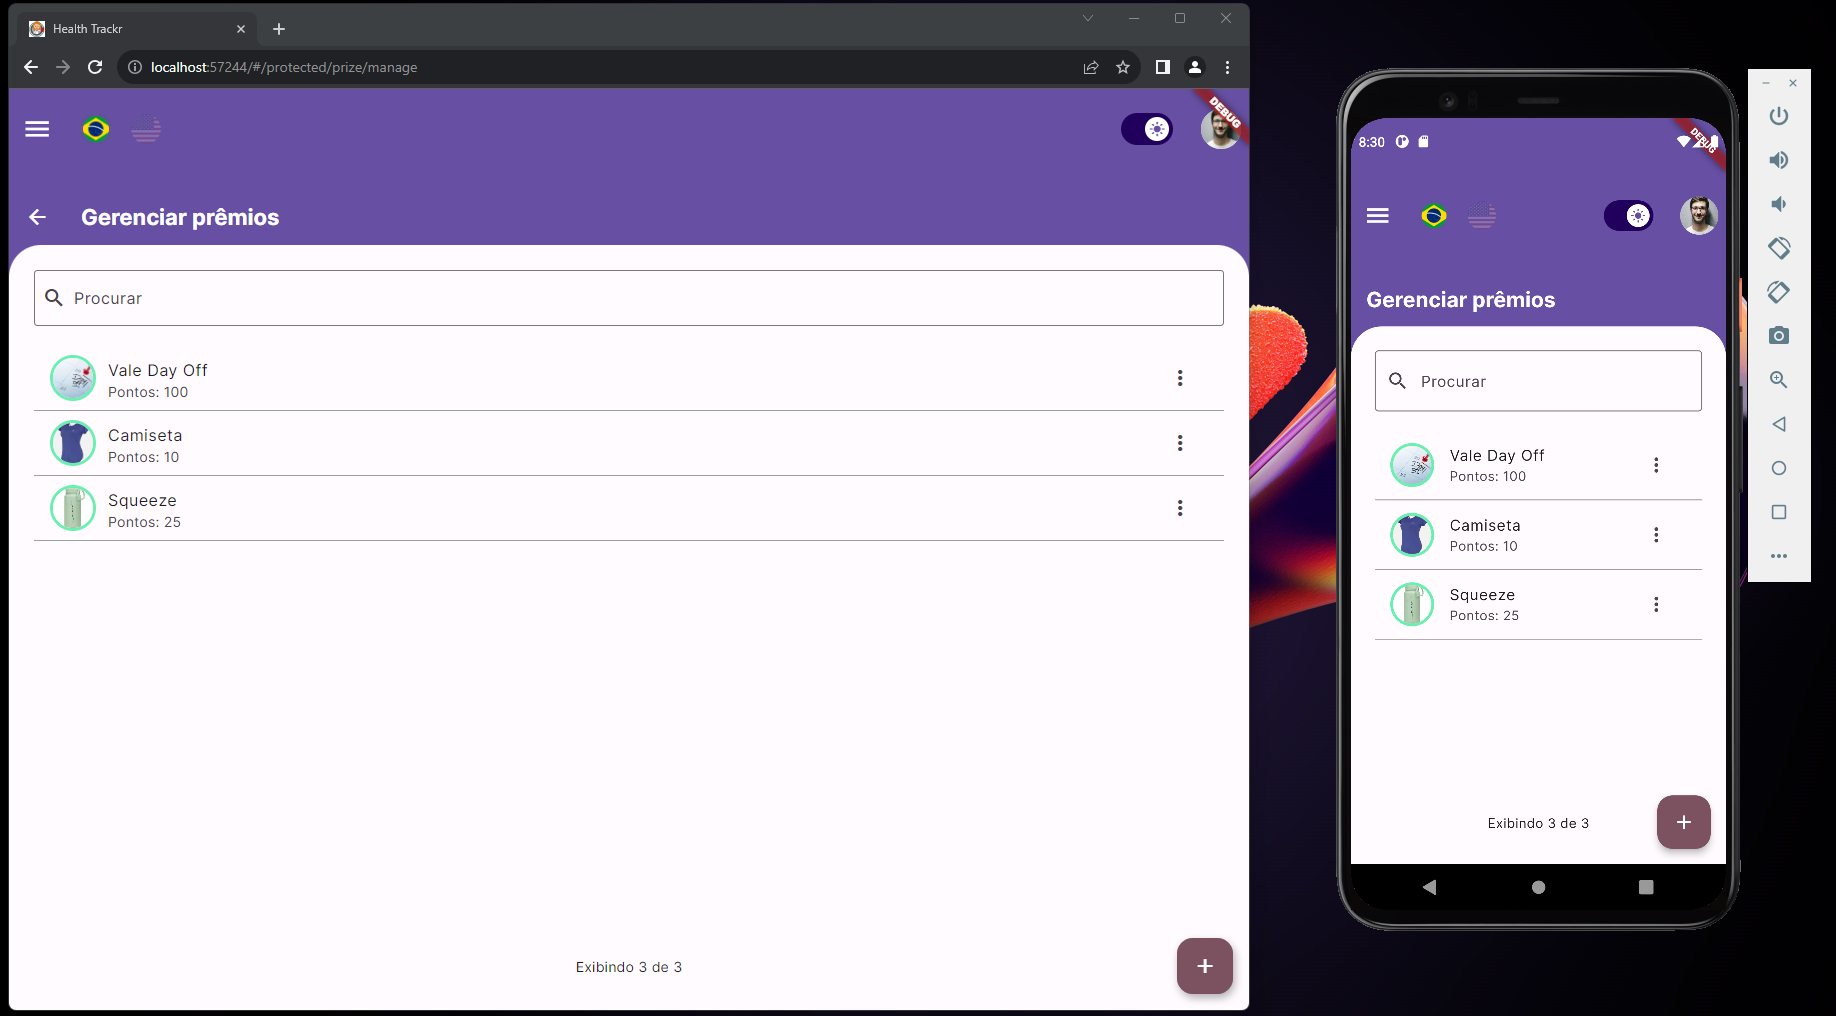 Health Trackr
localhost:57244/#/protected/prize/manage
DEBUG
Gerenciar prêmios
Procurar
Vale Day Off
Pontos: 100
Camiseta
Pontos: 10
Squeeze
Pontos: 25
Exibindo 3 de 3
8:30
DEBUG
Gerenciar prêmios
Procurar
Vale Day Off
Pontos: 100
Camiseta
Pontos: 10
Squeeze
Pontos: 25
Exibindo 3 de 3